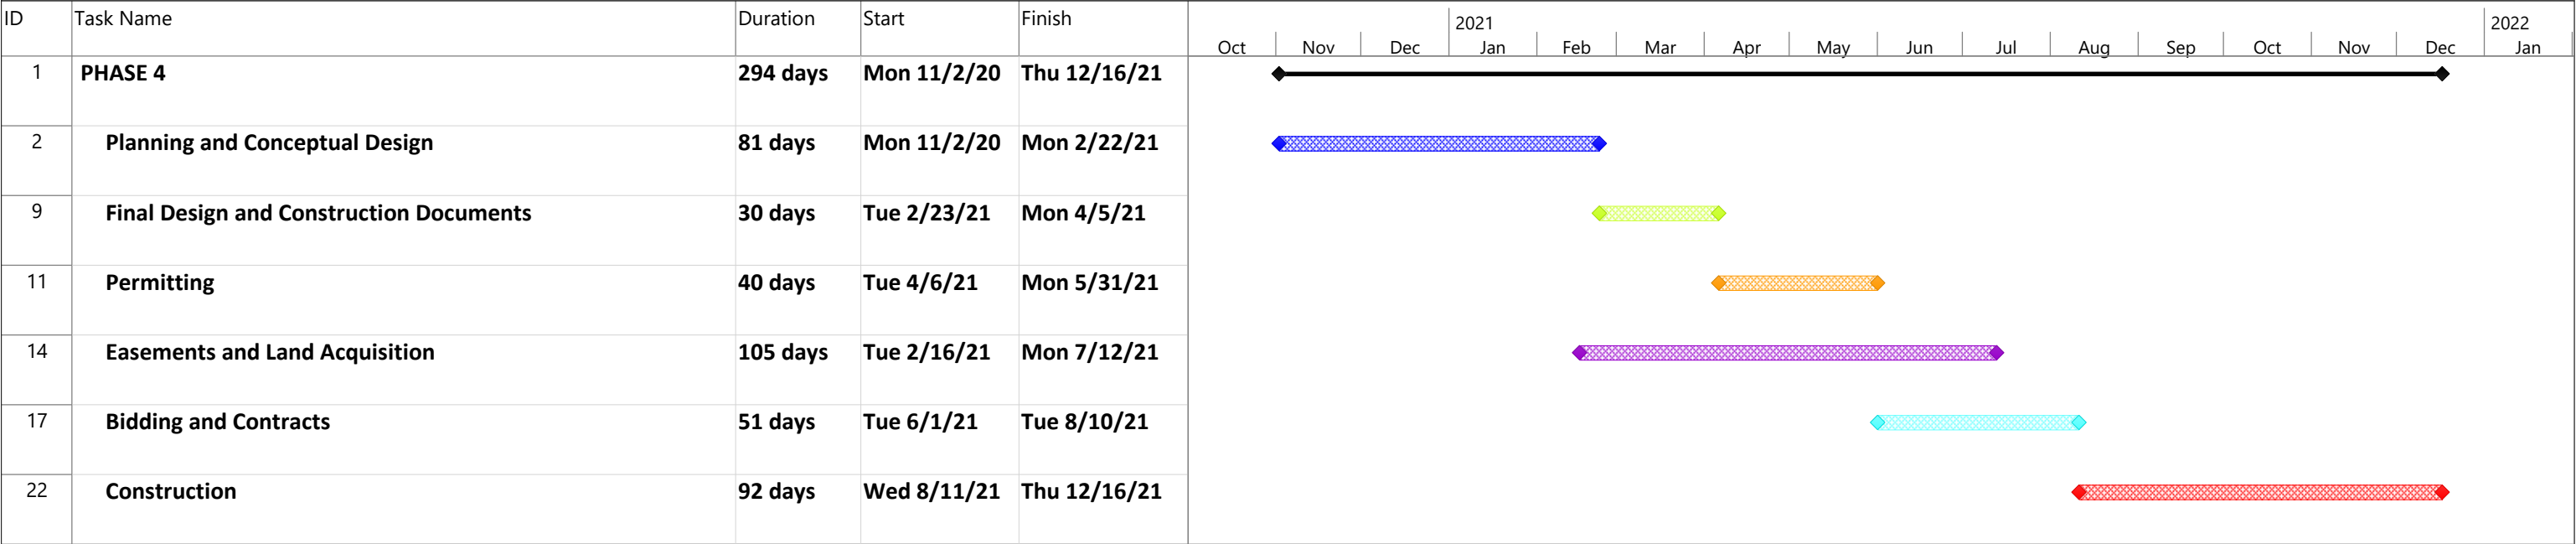 ID Task Name Duration Start Finish 2021 2022
Oct Nov Dec Jan Feb Mar Apr May Jun Jul Aug Sep Oct Nov Dec Jan
1 PHASE 4 294 days Mon 11/2/20 Thu 12/16/21
2 Planning and Conceptual Design 81 days Mon 11/2/20 Mon 2/22/21
9 Final Design and Construction Documents 30 days Tue 2/23/21 Mon 4/5/21
11 Permitting 40 days Tue 4/6/21 Mon 5/31/21
14 Easements and Land Acquisition 105 days Tue 2/16/21 Mon 7/12/21
17 Bidding and Contracts 51 days Tue 6/1/21 Tue 8/10/21
22 Construction 92 days Wed 8/11/21 Thu 12/16/21